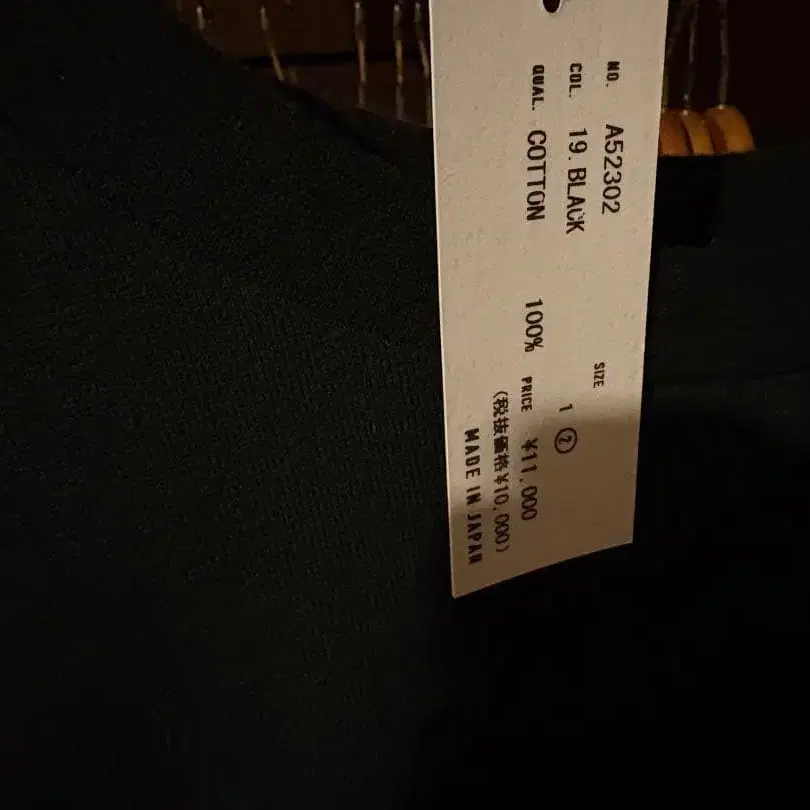 NO. A52302
COL. 19. BLACK
QUAL. COTTON 100%
SIZE
1 ②
PRICE ¥11,000
(税抜価格¥10,000)
MADE IN JAPAN